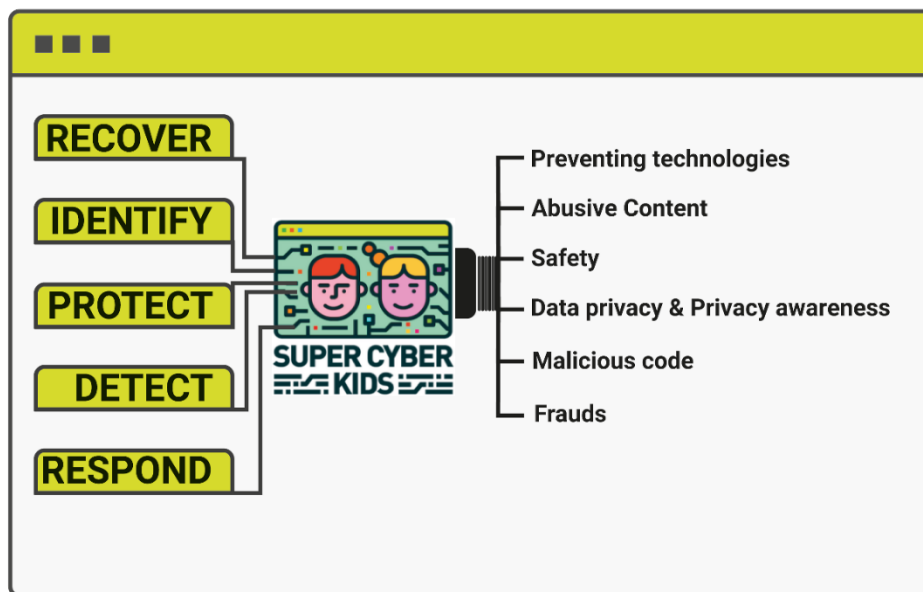 RECOVER
IDENTIFY
PROTECT
DETECT
RESPOND
SUPER CYBER
KIDS
Preventing technologies
Abusive Content
Safety
Data privacy & Privacy awareness
Malicious code
Frauds